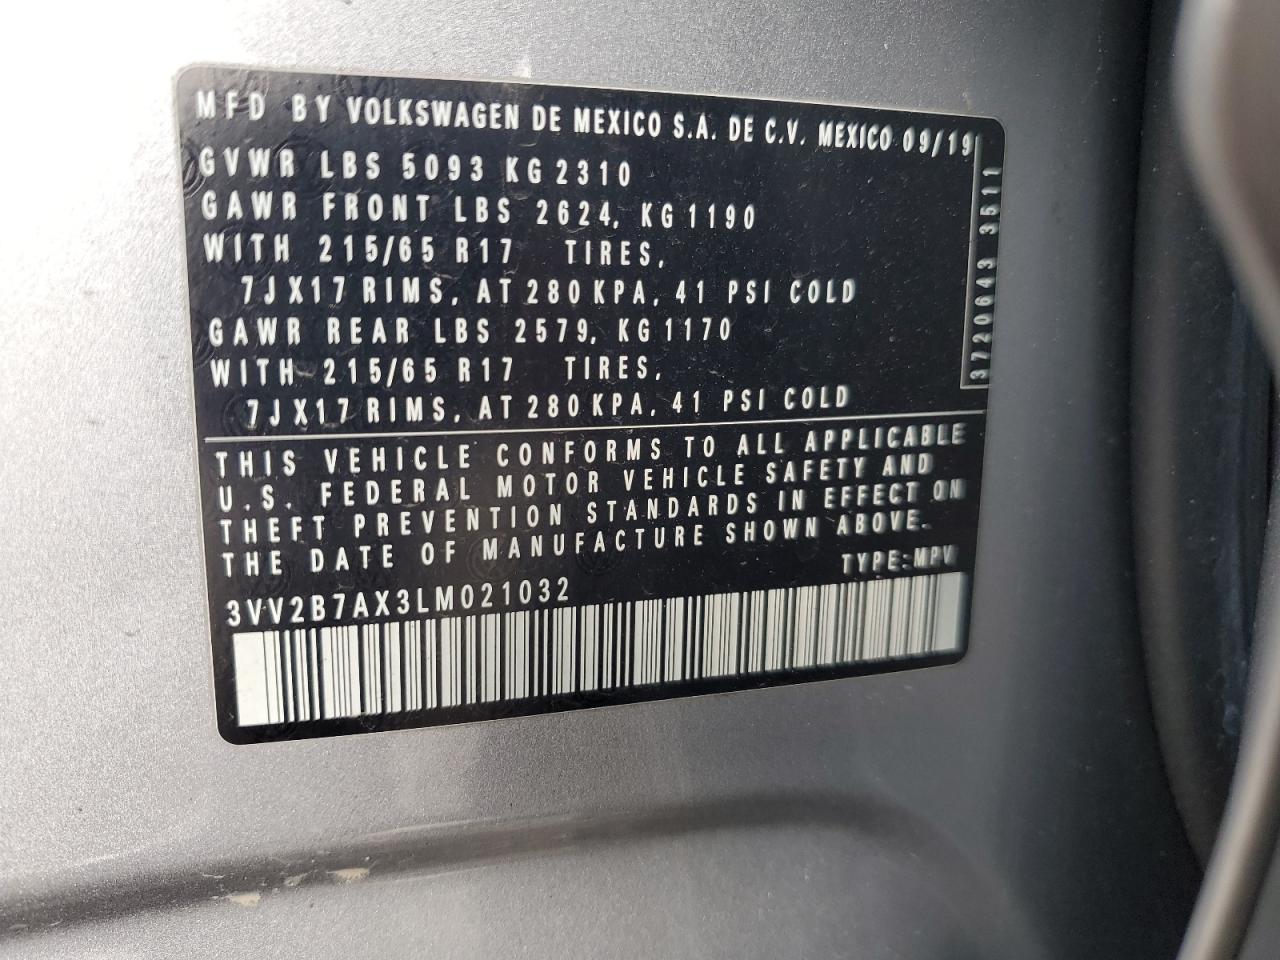 MFD BY VOLKSWAGEN DE MEXICO S.A. DE C.V. MEXICO 09/19
GVWR LBS 5093 KG 2310
GAWR FRONT LBS 2624, KG 1190
WITH 215/65 R17 TIRES,
7JX17 RIMS, AT 280 KPA, 41 PSI COLD
GAWR REAR LBS 2579, KG 1170
WITH 215/65 R17 TIRES,
7JX17 RIMS, AT 280 KPA, 41 PSI COLD
3720643 3511
THIS VEHICLE CONFORMS TO ALL APPLICABLE
U.S. FEDERAL MOTOR VEHICLE SAFETY AND
THEFT PREVENTION STANDARDS IN EFFECT ON
THE DATE OF MANUFACTURE SHOWN ABOVE.
TYPE:MPV
3VV2B7AX3LM021032